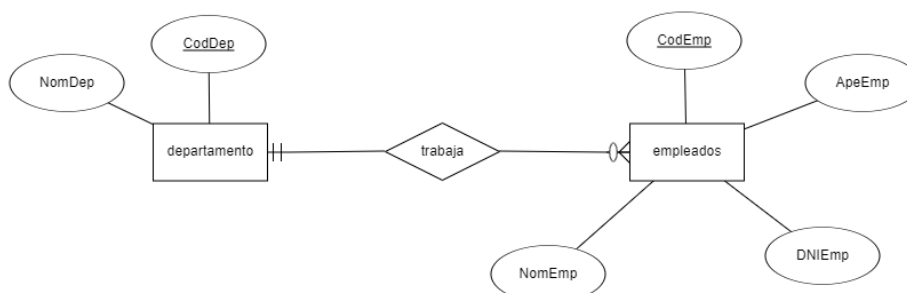 CodDep
CodEmp
NomDep
ApeEmp
departamento
trabaja
empleados
DNIEmp
NomEmp